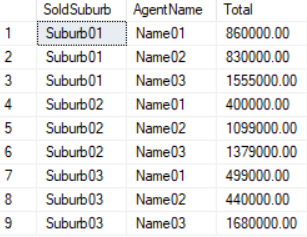 SoldSuburb AgentName Total
1 Suburb01 Name01 860000.00
2 Suburb01 Name02 830000.00
3 Suburb01 Name03 1555000.00
4 Suburb02 Name01 400000.00
5 Suburb02 Name02 1099000.00
6 Suburb02 Name03 1379000.00
7 Suburb03 Name01 499000.00
8 Suburb03 Name02 440000.00
9 Suburb03 Name03 1680000.00